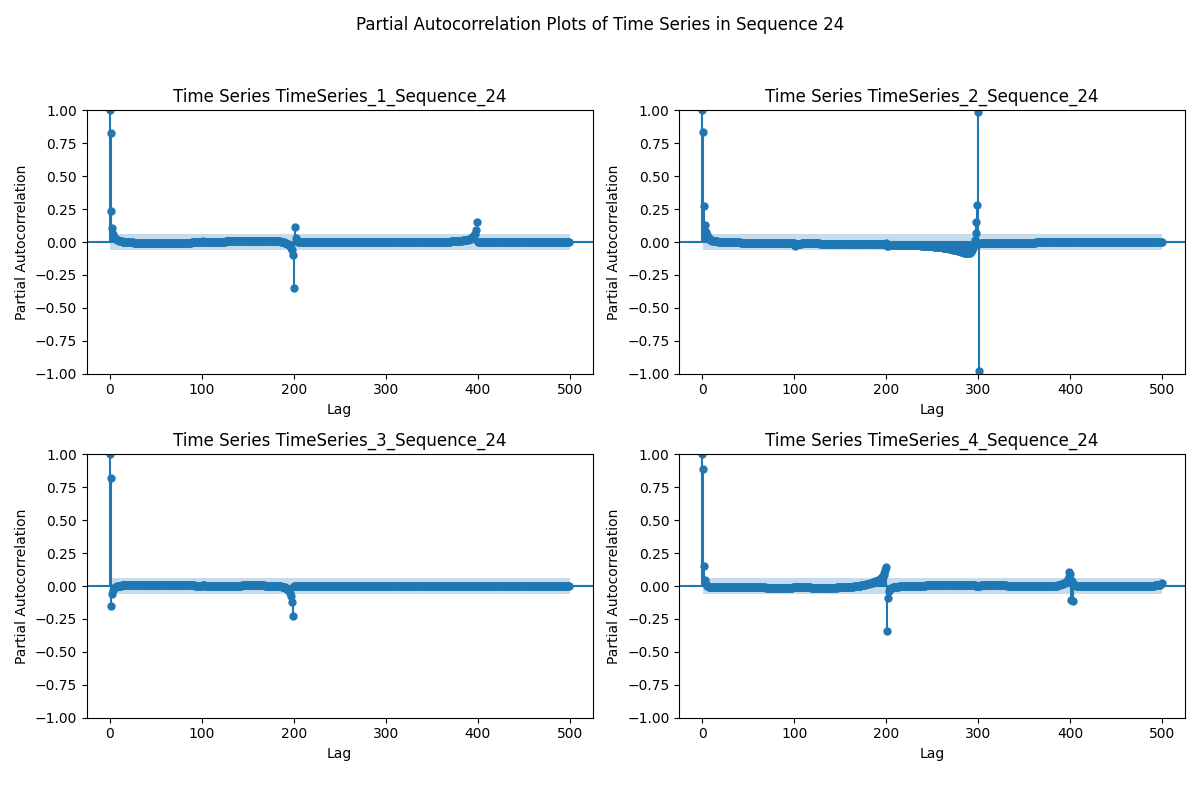 Partial Autocorrelation Plots of Time Series in Sequence 24
Time Series TimeSeries_1_Sequence_24
1.00
0.75
0.50
0.25
0.00
−0.25
−0.50
−0.75
−1.00
Partial Autocorrelation
0 100 200 300 400 500
Lag
Time Series TimeSeries_2_Sequence_24
1.00
0.75
0.50
0.25
0.00
−0.25
−0.50
−0.75
−1.00
Partial Autocorrelation
0 100 200 300 400 500
Lag
Time Series TimeSeries_3_Sequence_24
1.00
0.75
0.50
0.25
0.00
−0.25
−0.50
−0.75
−1.00
Partial Autocorrelation
0 100 200 300 400 500
Lag
Time Series TimeSeries_4_Sequence_24
1.00
0.75
0.50
0.25
0.00
−0.25
−0.50
−0.75
−1.00
Partial Autocorrelation
0 100 200 300 400 500
Lag